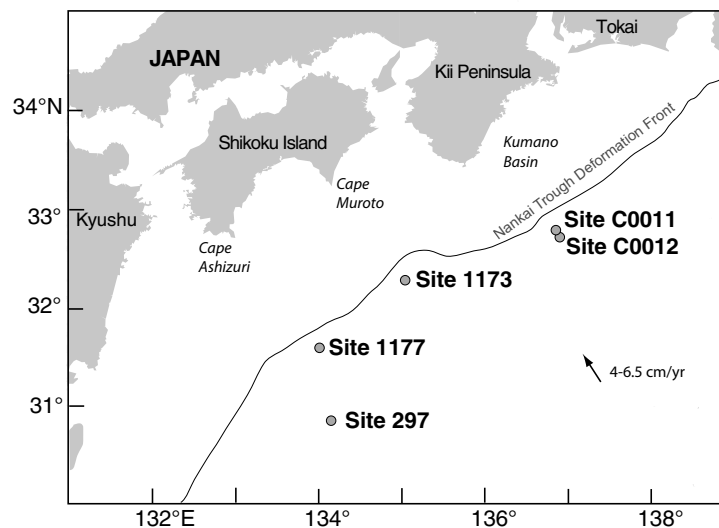 Tokai
JAPAN
Kii Peninsula
34°N
Shikoku Island
Kumano
Basin
Nankai Trough Deformation Front
Cape
Muroto
33°
Kyushu
Site C0011
Site C0012
Cape
Ashizuri
32°
Site 1173
Site 1177
4-6.5 cm/yr
31°
Site 297
132°E
134°
135°
136°
138°